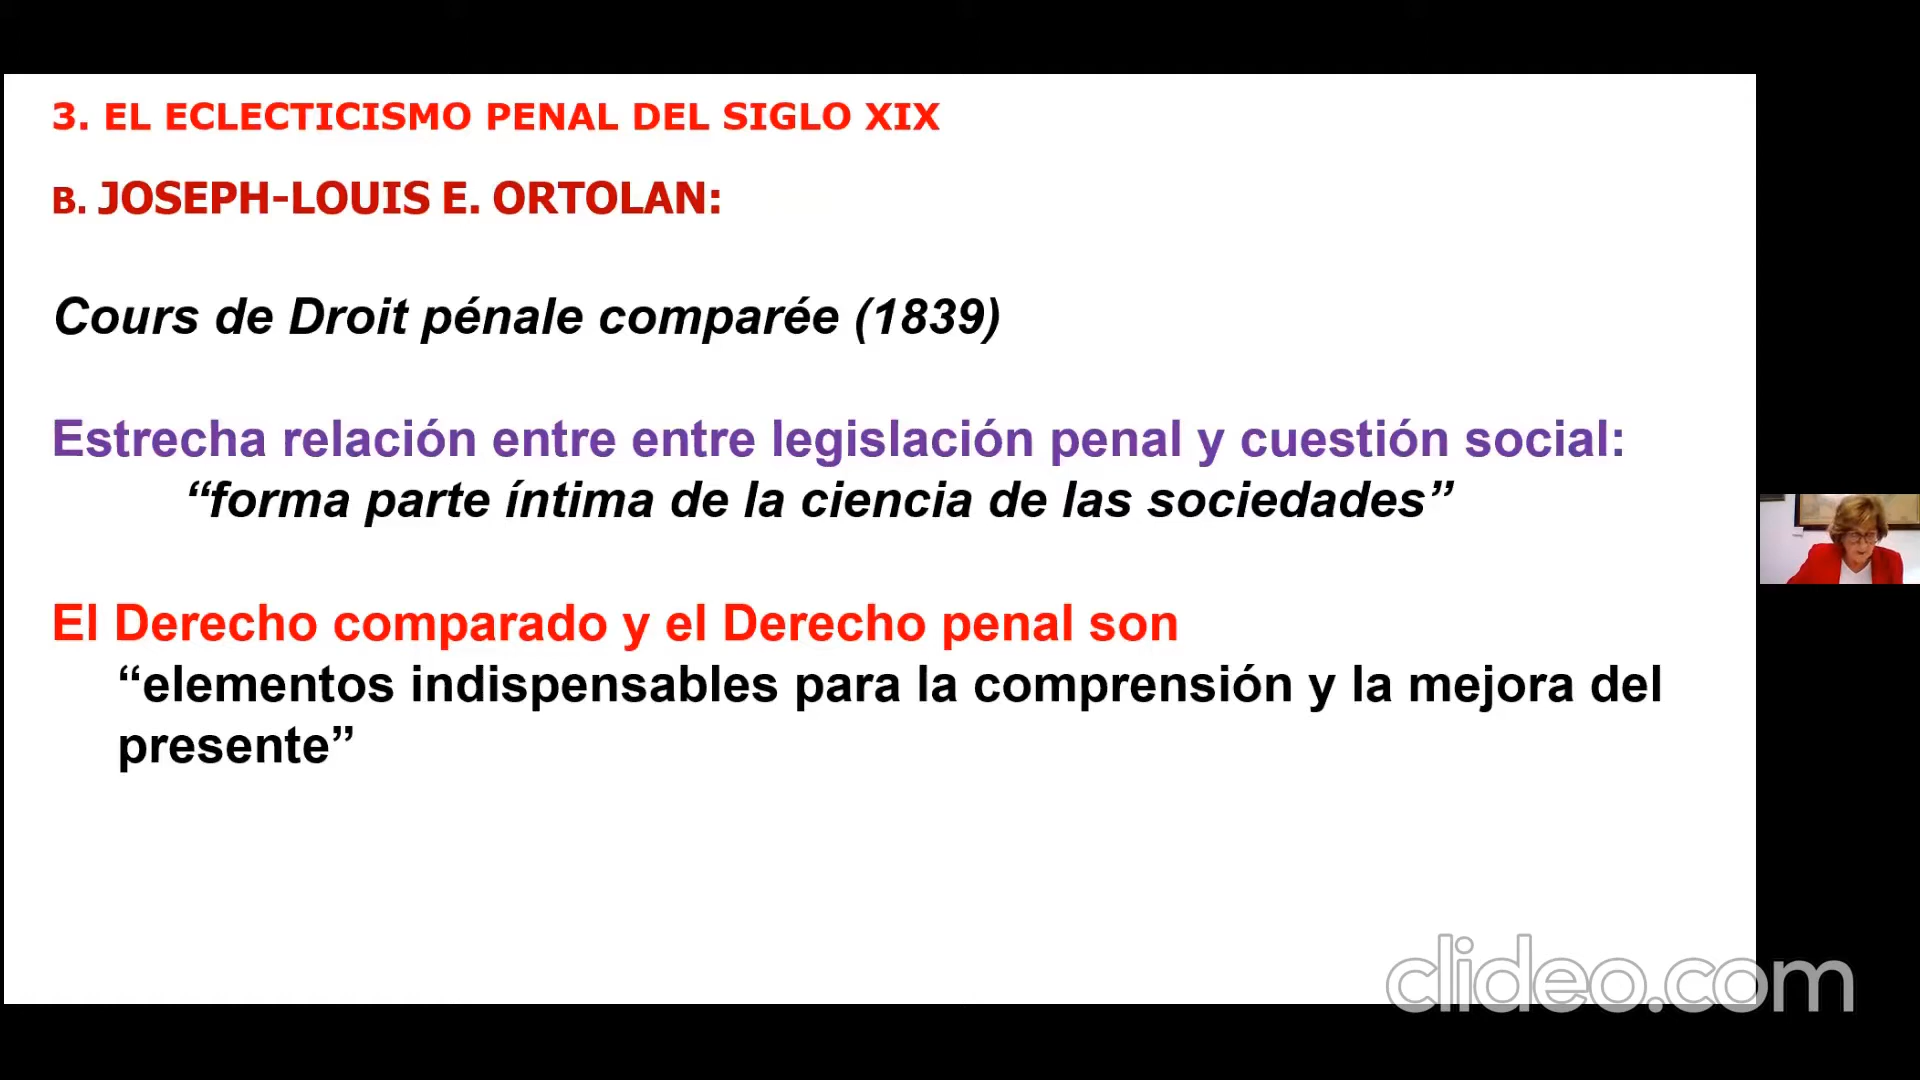 3. EL ECLECTICISMO PENAL DEL SIGLO XIX
B. JOSEPH-LOUIS E. ORTOLAN:
Cours de Droit pénale comparée (1839)
Estrecha relación entre entre legislación penal y cuestión social:
“forma parte íntima de la ciencia de las sociedades”
El Derecho comparado y el Derecho penal son
“elementos indispensables para la comprensión y la mejora del
presente”
clideo.com